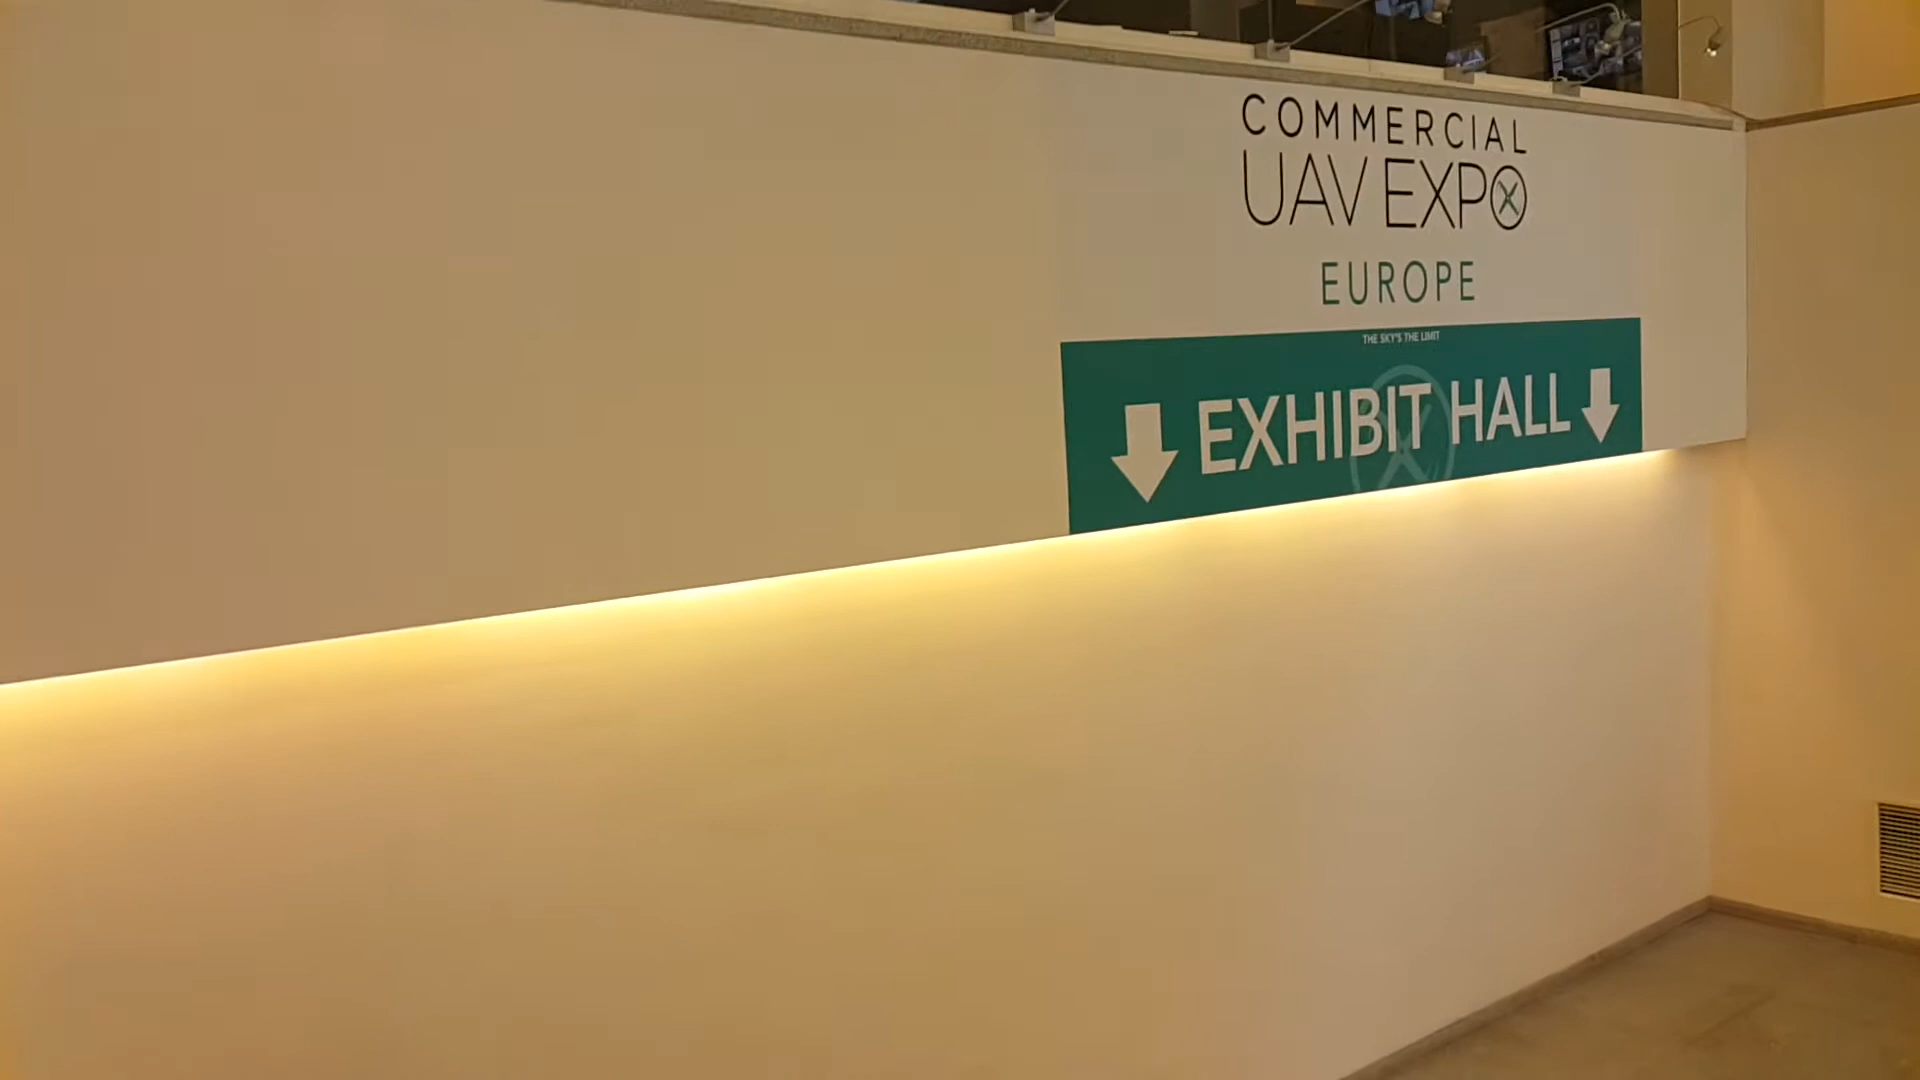 COMMERCIAL
UAV EXPO
EUROPE
THE SKY'S THE LIMIT
EXHIBIT HALL